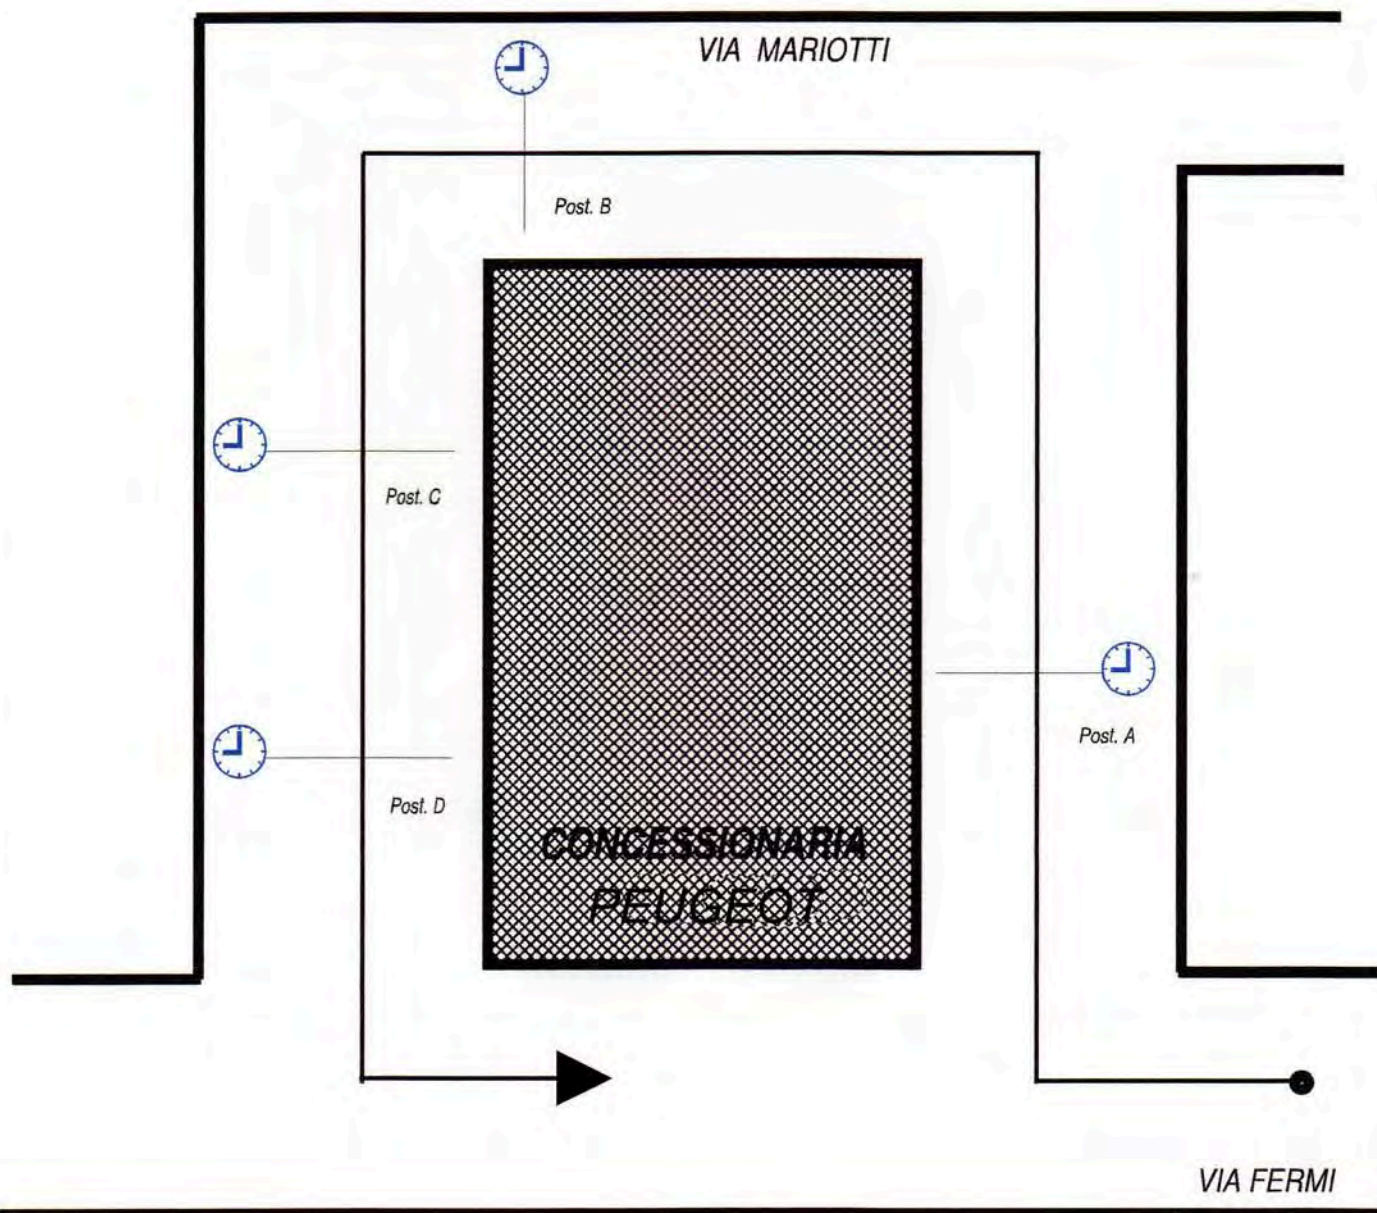 VIA MARIOTTI
Post. B
Post. C
Post. A
Post. D
CONCESSIONARIA
PEUGEOT
VIA FERMI